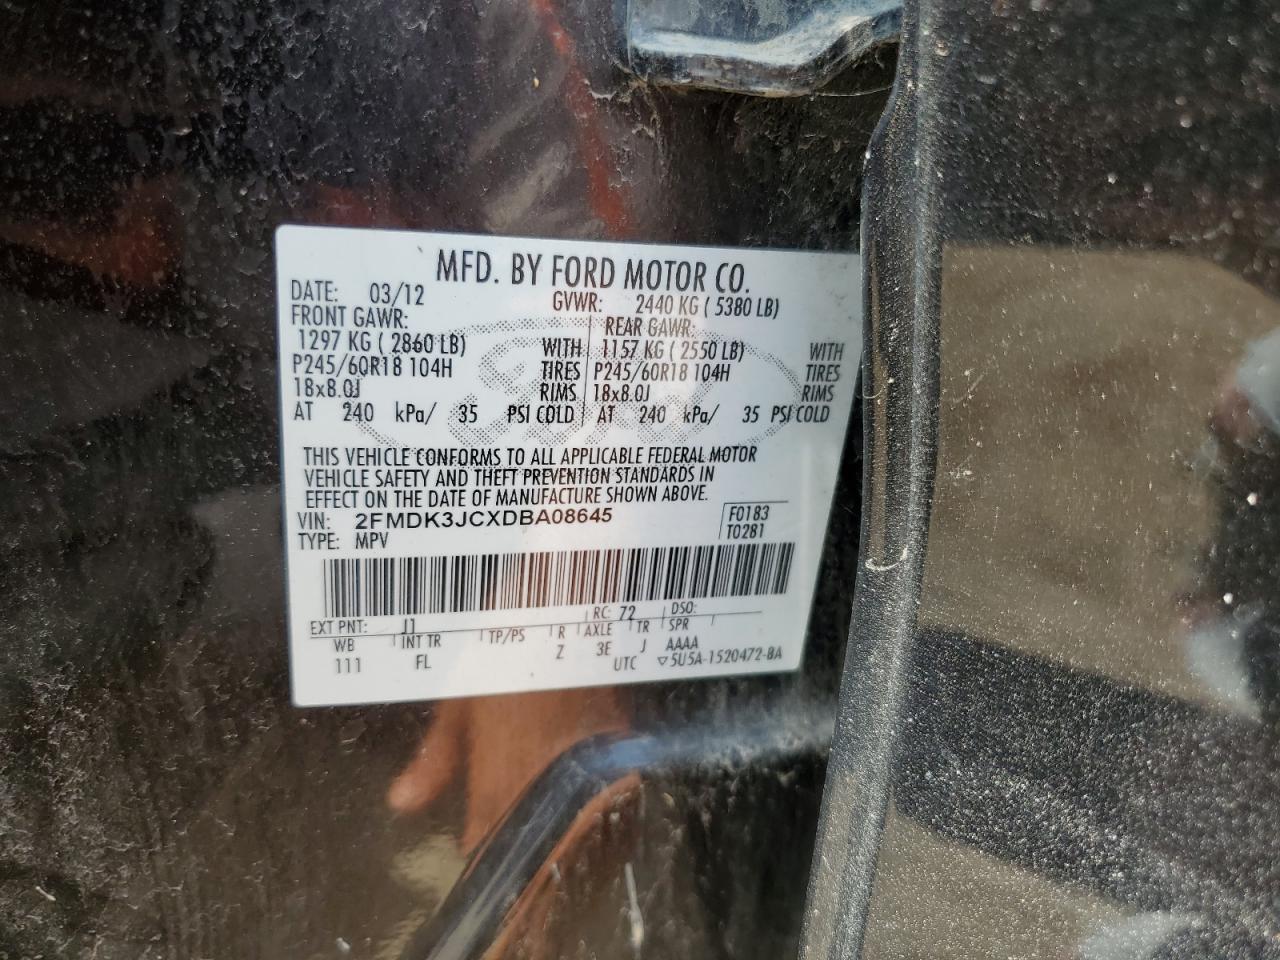 MFD. BY FORD MOTOR CO.
DATE: 03/12 GVWR: 2440 KG ( 5380 LB)
FRONT GAWR: REAR GAWR:
1297 KG ( 2860 LB) WITH 1157 KG ( 2550 LB) WITH
P245/60R18 104H TIRES P245/60R18 104H TIRES
18x8.0J RIMS 18x8.0J RIMS
AT 240 kPa/ 35 PSI COLD AT 240 kPa/ 35 PSI COLD
THIS VEHICLE CONFORMS TO ALL APPLICABLE FEDERAL MOTOR
VEHICLE SAFETY AND THEFT PREVENTION STANDARDS IN
EFFECT ON THE DATE OF MANUFACTURE SHOWN ABOVE.
VIN: 2FMDK3JCXDBA08645 F0183
TYPE: MPV T0281
EXT PNT: J1 RC: 72 DSO:
WB INT TR TP/PS R AXLE TR SPR
111 FL Z 3E J AAAA
UTC ▽5U5A-1520472-BA